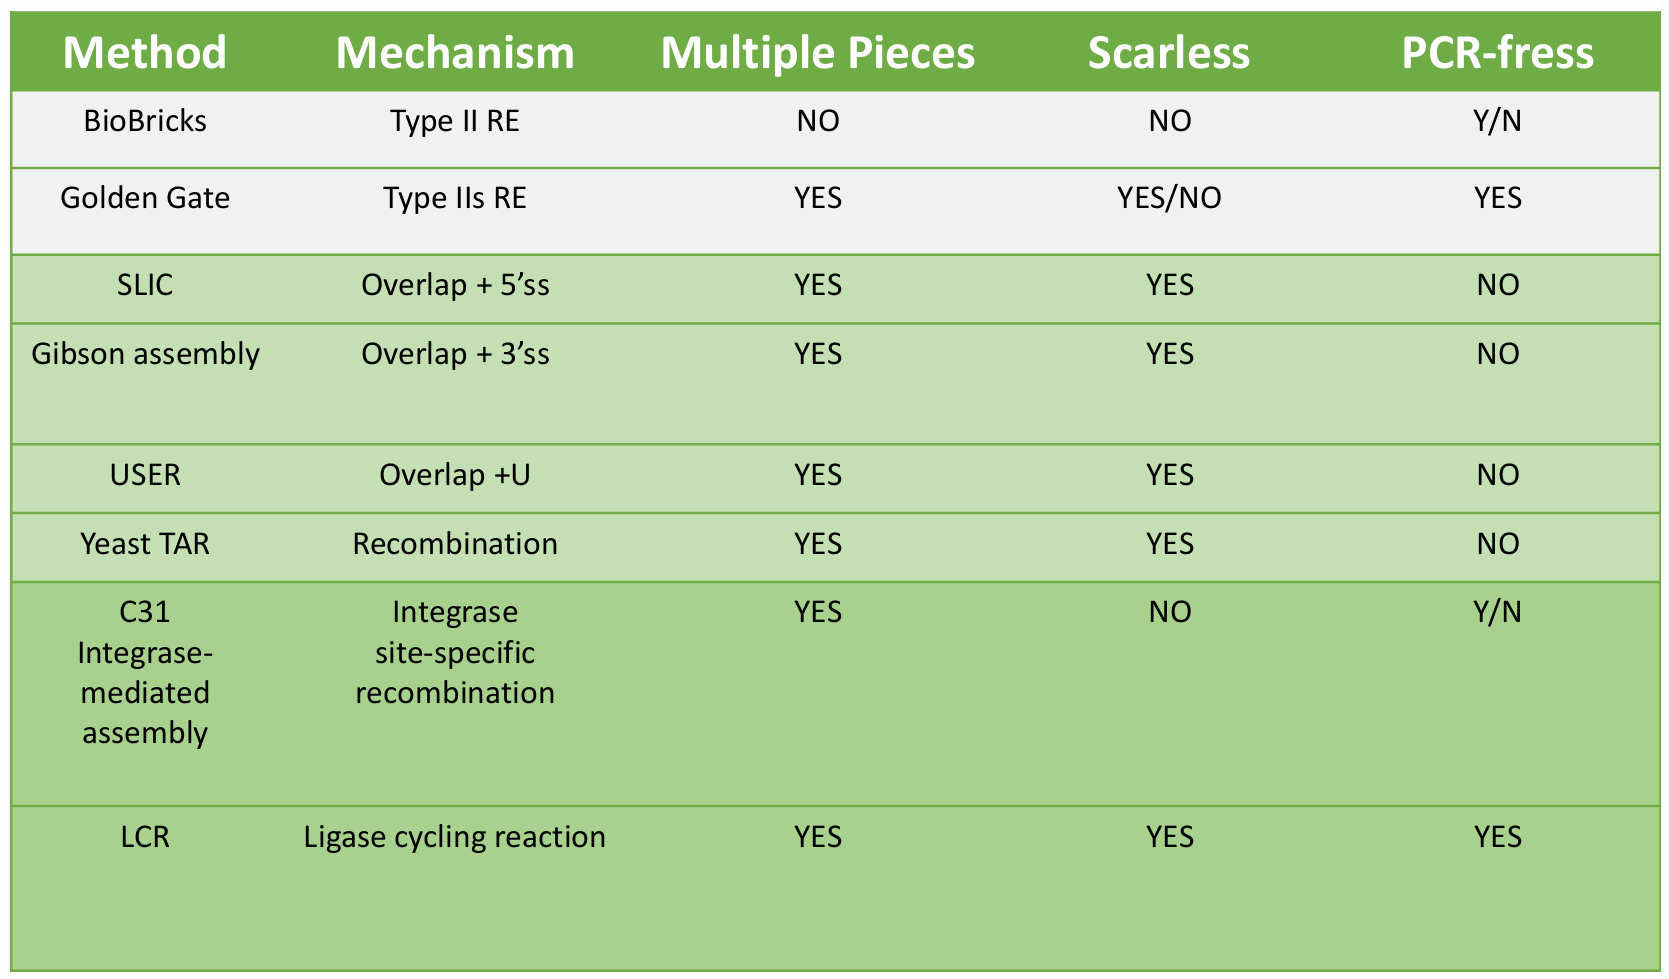 Method Mechanism Multiple Pieces Scarless PCR-fress
BioBricks Type II RE NO NO Y/N
Golden Gate Type IIs RE YES YES/NO YES
SLIC Overlap + 5’ss YES YES NO
Gibson assembly Overlap + 3’ss YES YES NO
USER Overlap +U YES YES NO
Yeast TAR Recombination YES YES NO
C31 Integrase YES NO Y/N
Integrase- site-specific
mediated recombination
assembly
LCR Ligase cycling reaction YES YES YES